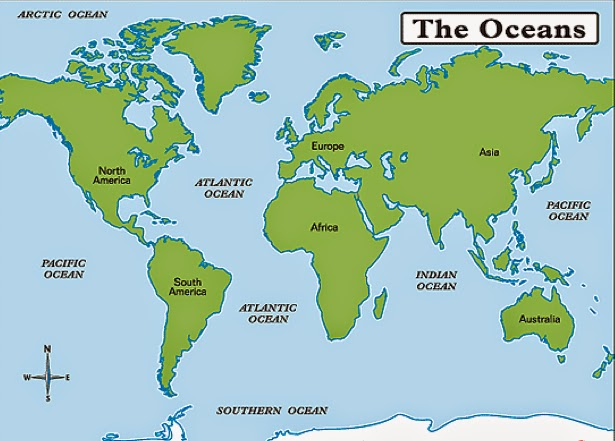 ARCTIC OCEAN
The Oceans
Europe
Asia
North
America
ATLANTIC
OCEAN
PACIFIC
OCEAN
Africa
PACIFIC
OCEAN
INDIAN
OCEAN
South
America
ATLANTIC
OCEAN
Australia
N
W E
S
SOUTHERN OCEAN